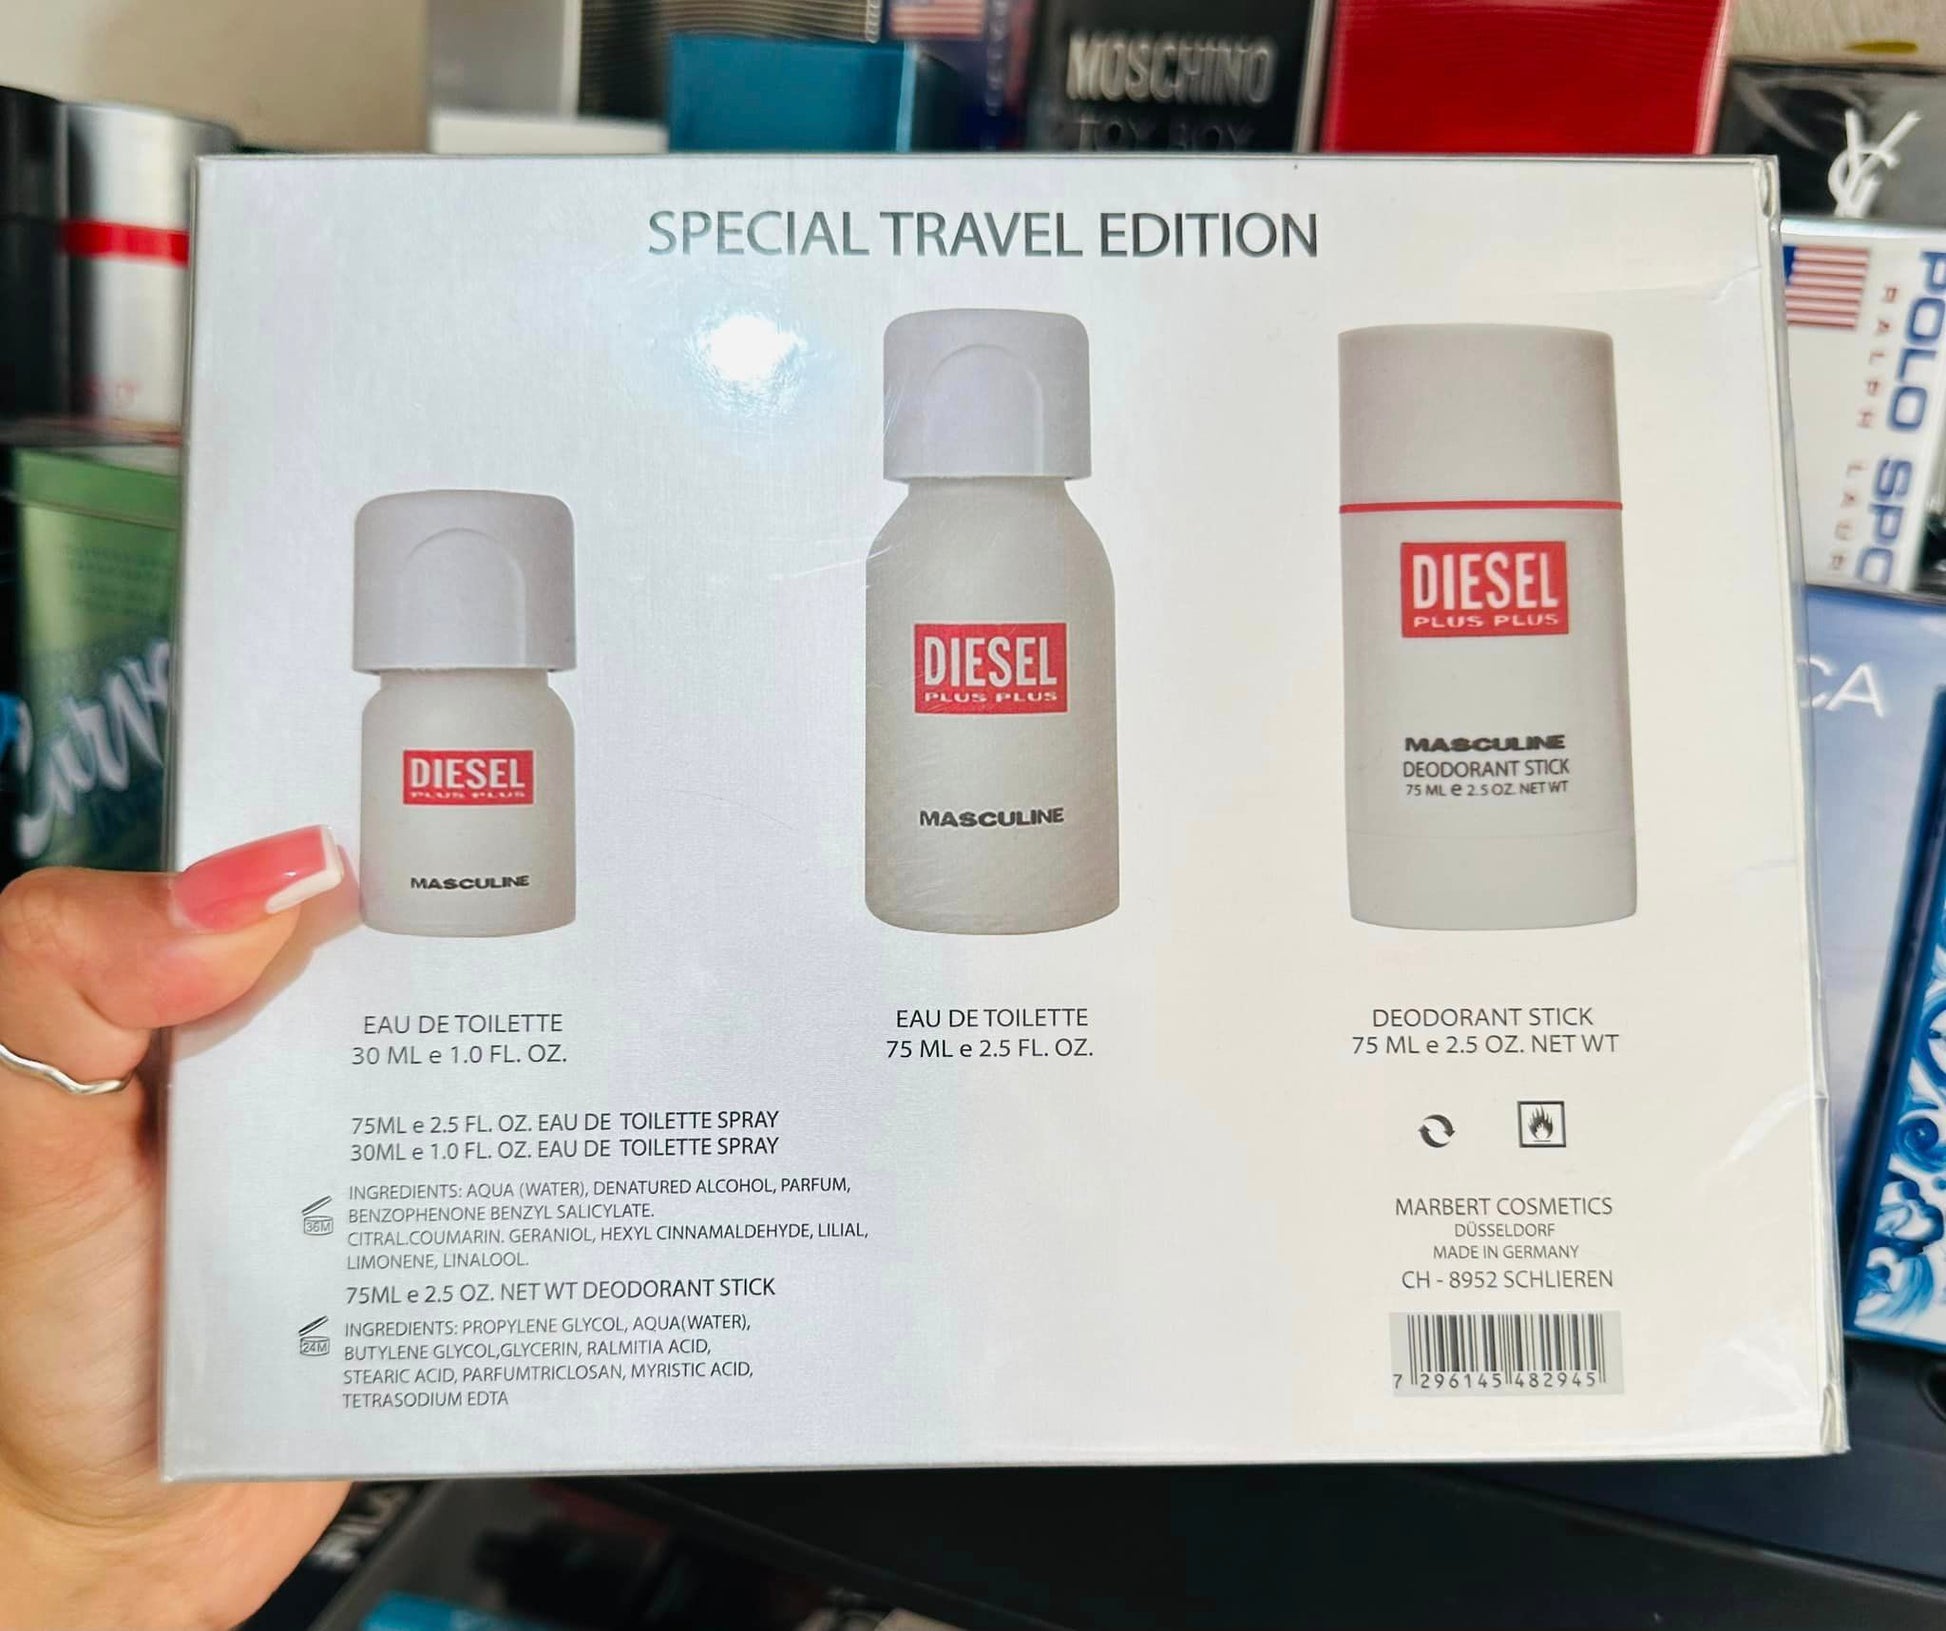 MOSCHINO
TOY BOY
YSL
POLO SPO
RALPH LAUR
CA
SPECIAL TRAVEL EDITION
DIESEL
PLUS PLUS
MASCULINE
DIESEL
PLUS PLUS
MASCULINE
DIESEL
PLUS PLUS
MASCULINE
DEODORANT STICK
75 ML e 2.5 OZ. NET WT
EAU DE TOILETTE
30 ML e 1.0 FL. OZ.
EAU DE TOILETTE
75 ML e 2.5 FL. OZ.
DEODORANT STICK
75 ML e 2.5 OZ. NET WT
75ML e 2.5 FL. OZ. EAU DE TOILETTE SPRAY
30ML e 1.0 FL. OZ. EAU DE TOILETTE SPRAY
36M
INGREDIENTS: AQUA (WATER), DENATURED ALCOHOL, PARFUM,
BENZOPHENONE BENZYL SALICYLATE.
CITRAL.COUMARIN. GERANIOL, HEXYL CINNAMALDEHYDE, LILIAL,
LIMONENE, LINALOOL.
75ML e 2.5 OZ. NET WT DEODORANT STICK
24M
INGREDIENTS: PROPYLENE GLYCOL, AQUA(WATER),
BUTYLENE GLYCOL,GLYCERIN, RALMITIA ACID,
STEARIC ACID, PARFUMTRICLOSAN, MYRISTIC ACID,
TETRASODIUM EDTA
MARBERT COSMETICS
DÜSSELDORF
MADE IN GERMANY
CH - 8952 SCHLIEREN
7 296145 482945